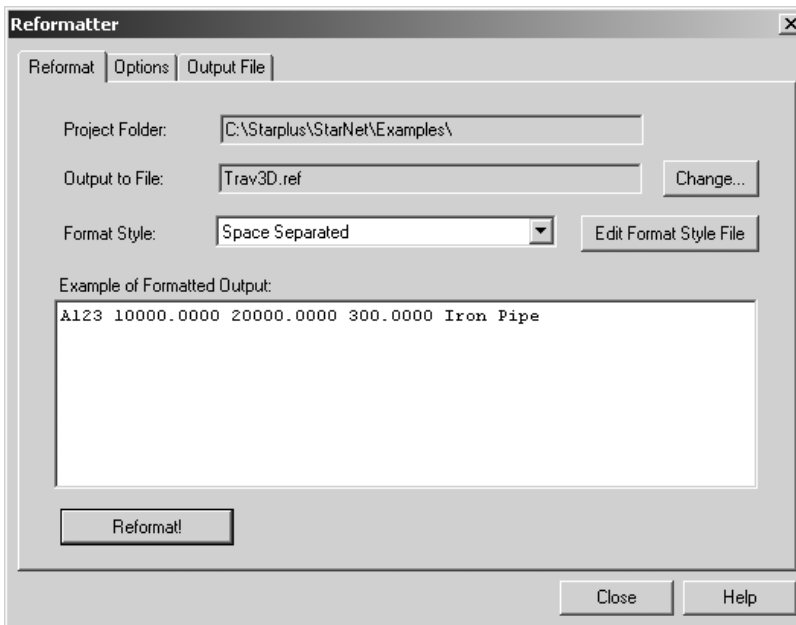 Reformatter
Reformat Options Output File
Project Folder: C:\Starplus\StarNet\Examples\
Output to File: Trav3D.ref Change...
Format Style: Space Separated Edit Format Style File
Example of Formatted Output:
A123 10000.0000 20000.0000 300.0000 Iron Pipe
Reformat!
Close Help